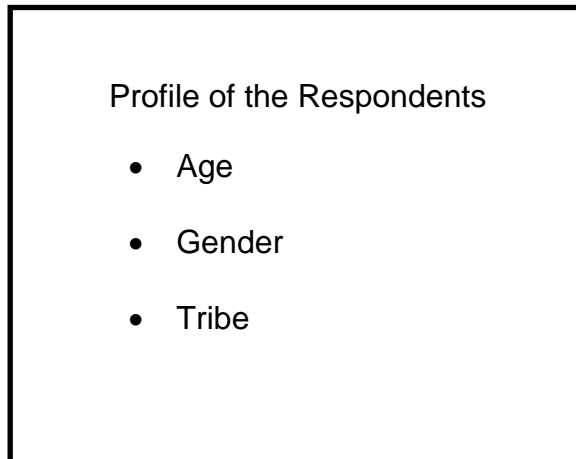 Profile of the Respondents
• Age
• Gender
• Tribe